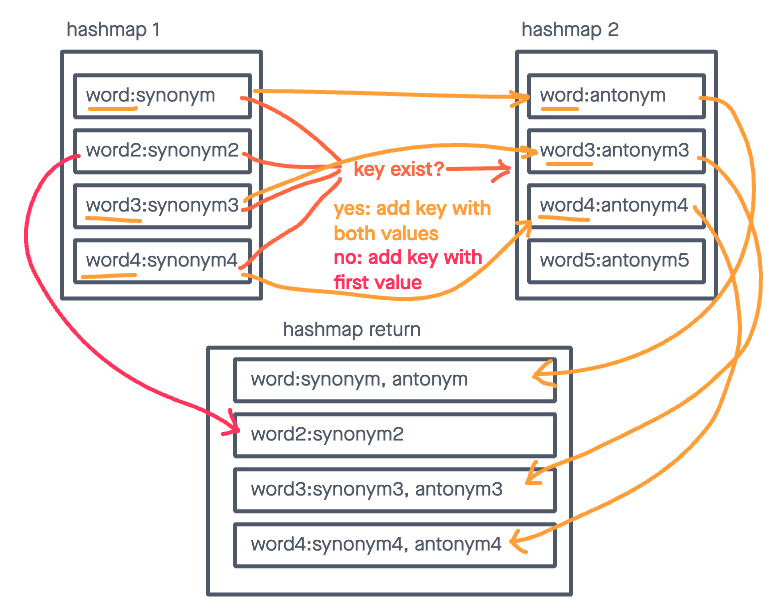 hashmap 1
hashmap 2
word:synonym
word2:synonym2
word3:synonym3
word4:synonym4
key exist?
yes: add key with
both values
no: add key with
first value
word:antonym
word3:antonym3
word4:antonym4
word5:antonym5
hashmap return
word:synonym, antonym
word2:synonym2
word3:synonym3, antonym3
word4:synonym4, antonym4